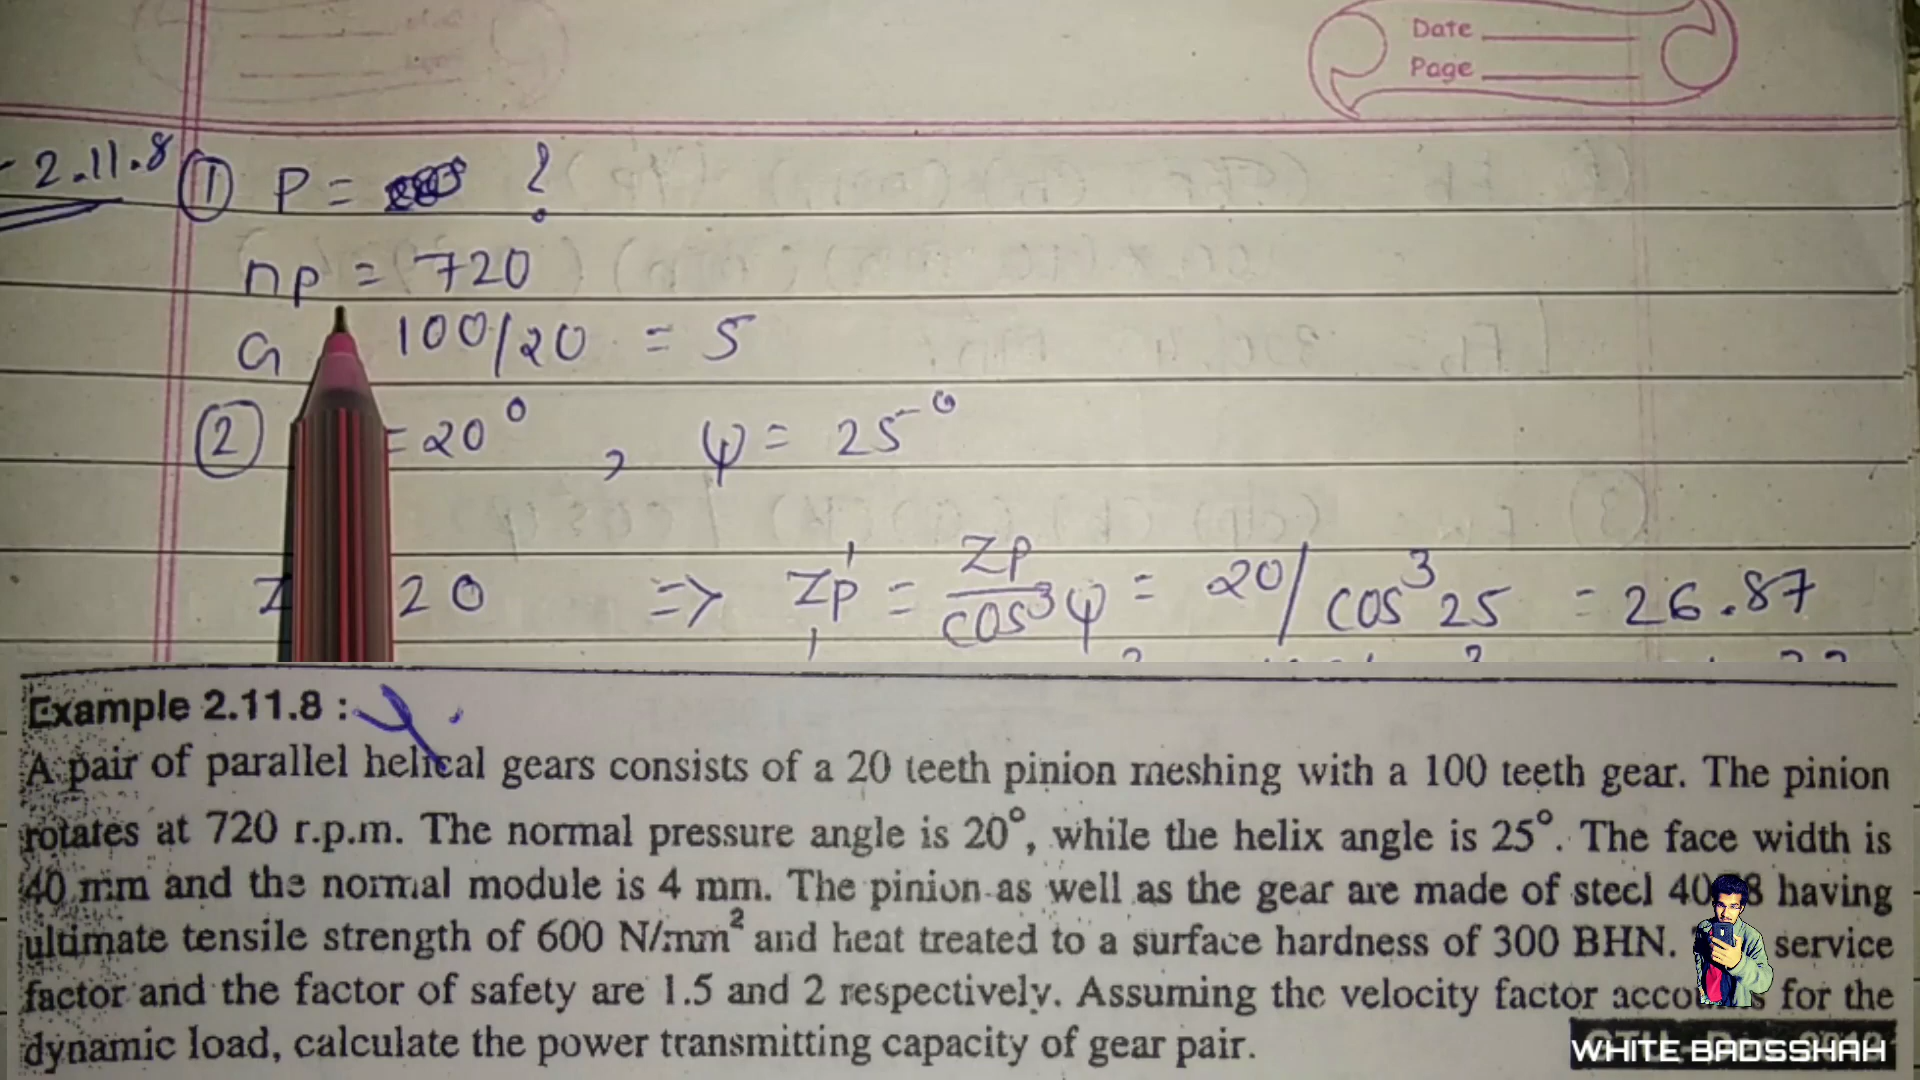 Date
Page
2.11.8 ① P = ?
np = 720
G 100/20 = 5
② = 20° , ψ = 25°
Z 20 => Zp' = Zp/cos³ψ = 20/cos³25 = 26.87
Example 2.11.8 :
A pair of parallel helical gears consists of a 20 teeth pinion meshing with a 100 teeth gear. The pinion
rotates at 720 r.p.m. The normal pressure angle is 20°, while the helix angle is 25°. The face width is
40 mm and the normal module is 4 mm. The pinion as well as the gear are made of steel 40 8 having
ultimate tensile strength of 600 N/mm² and heat treated to a surface hardness of 300 BHN. service
factor and the factor of safety are 1.5 and 2 respectively. Assuming the velocity factor for the
dynamic load, calculate the power transmitting capacity of gear pair.
WHITE BADSSHAH